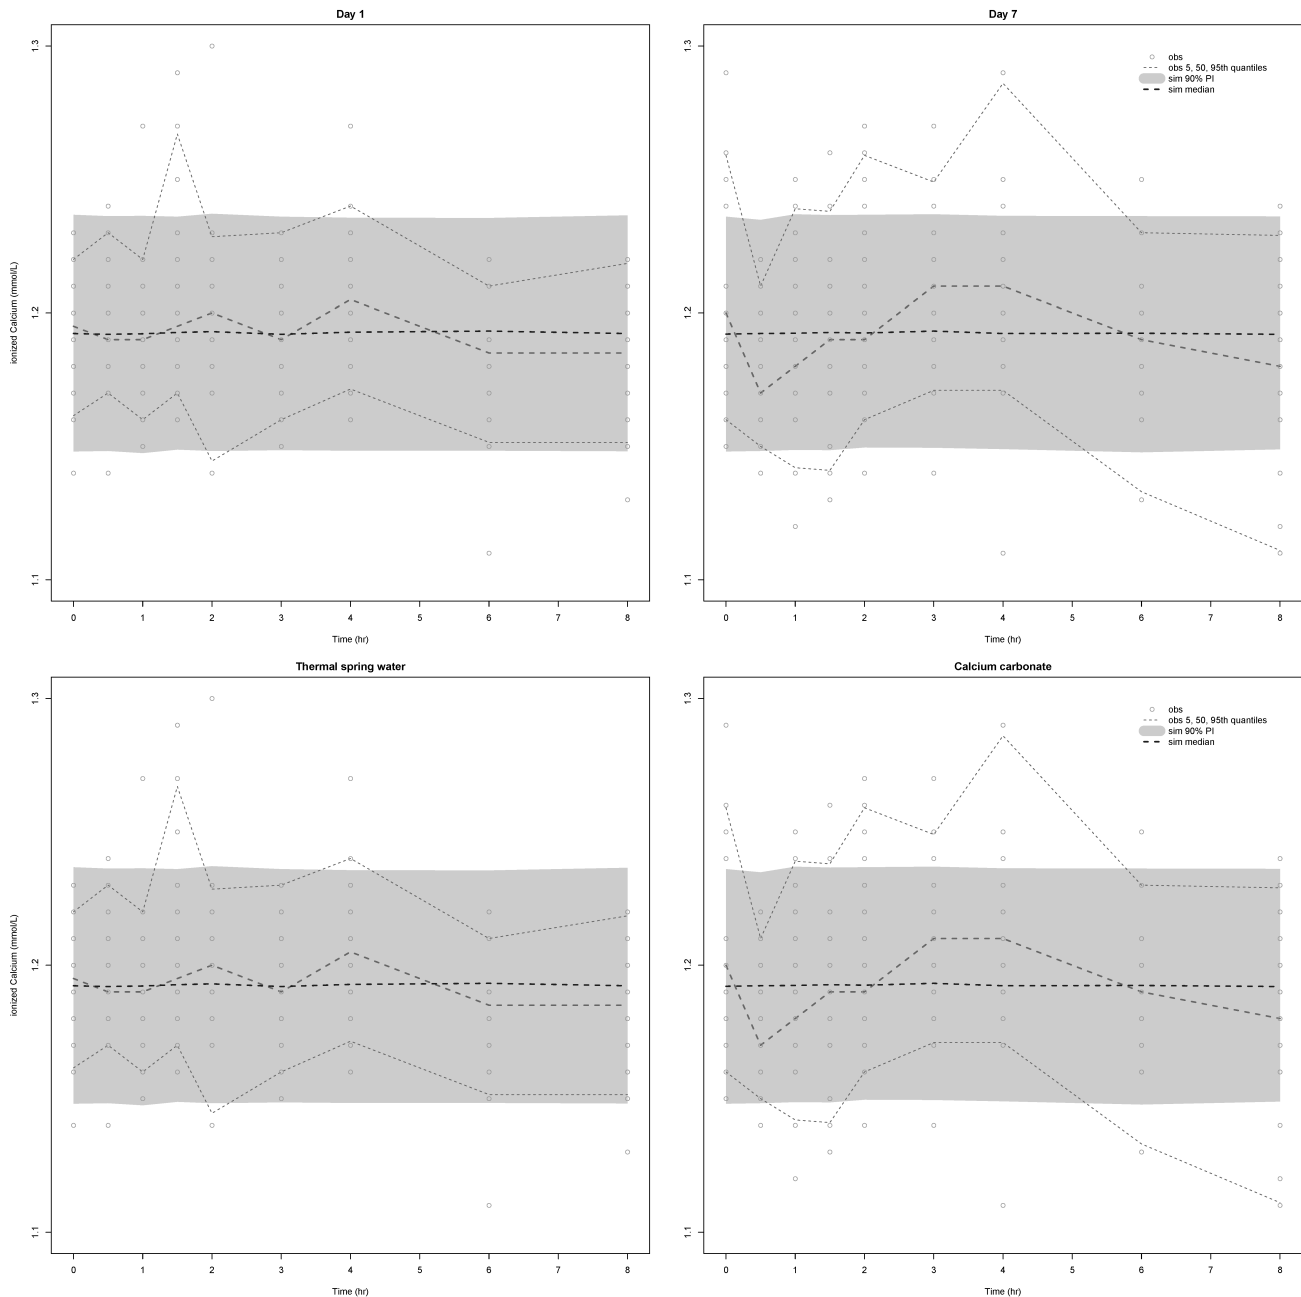 Day 1
ionized Calcium (mmol/L)
1.3
1.2
1.1
0 1 2 3 4 5 6 7 8
Time (hr)
Day 7
obs
obs 5, 50, 95th quantiles
sim 90% PI
sim median
1.3
1.2
1.1
0 1 2 3 4 5 6 7 8
Time (hr)
Thermal spring water
ionized Calcium (mmol/L)
1.3
1.2
1.1
0 1 2 3 4 5 6 7 8
Time (hr)
Calcium carbonate
obs
obs 5, 50, 95th quantiles
sim 90% PI
sim median
1.3
1.2
1.1
0 1 2 3 4 5 6 7 8
Time (hr)